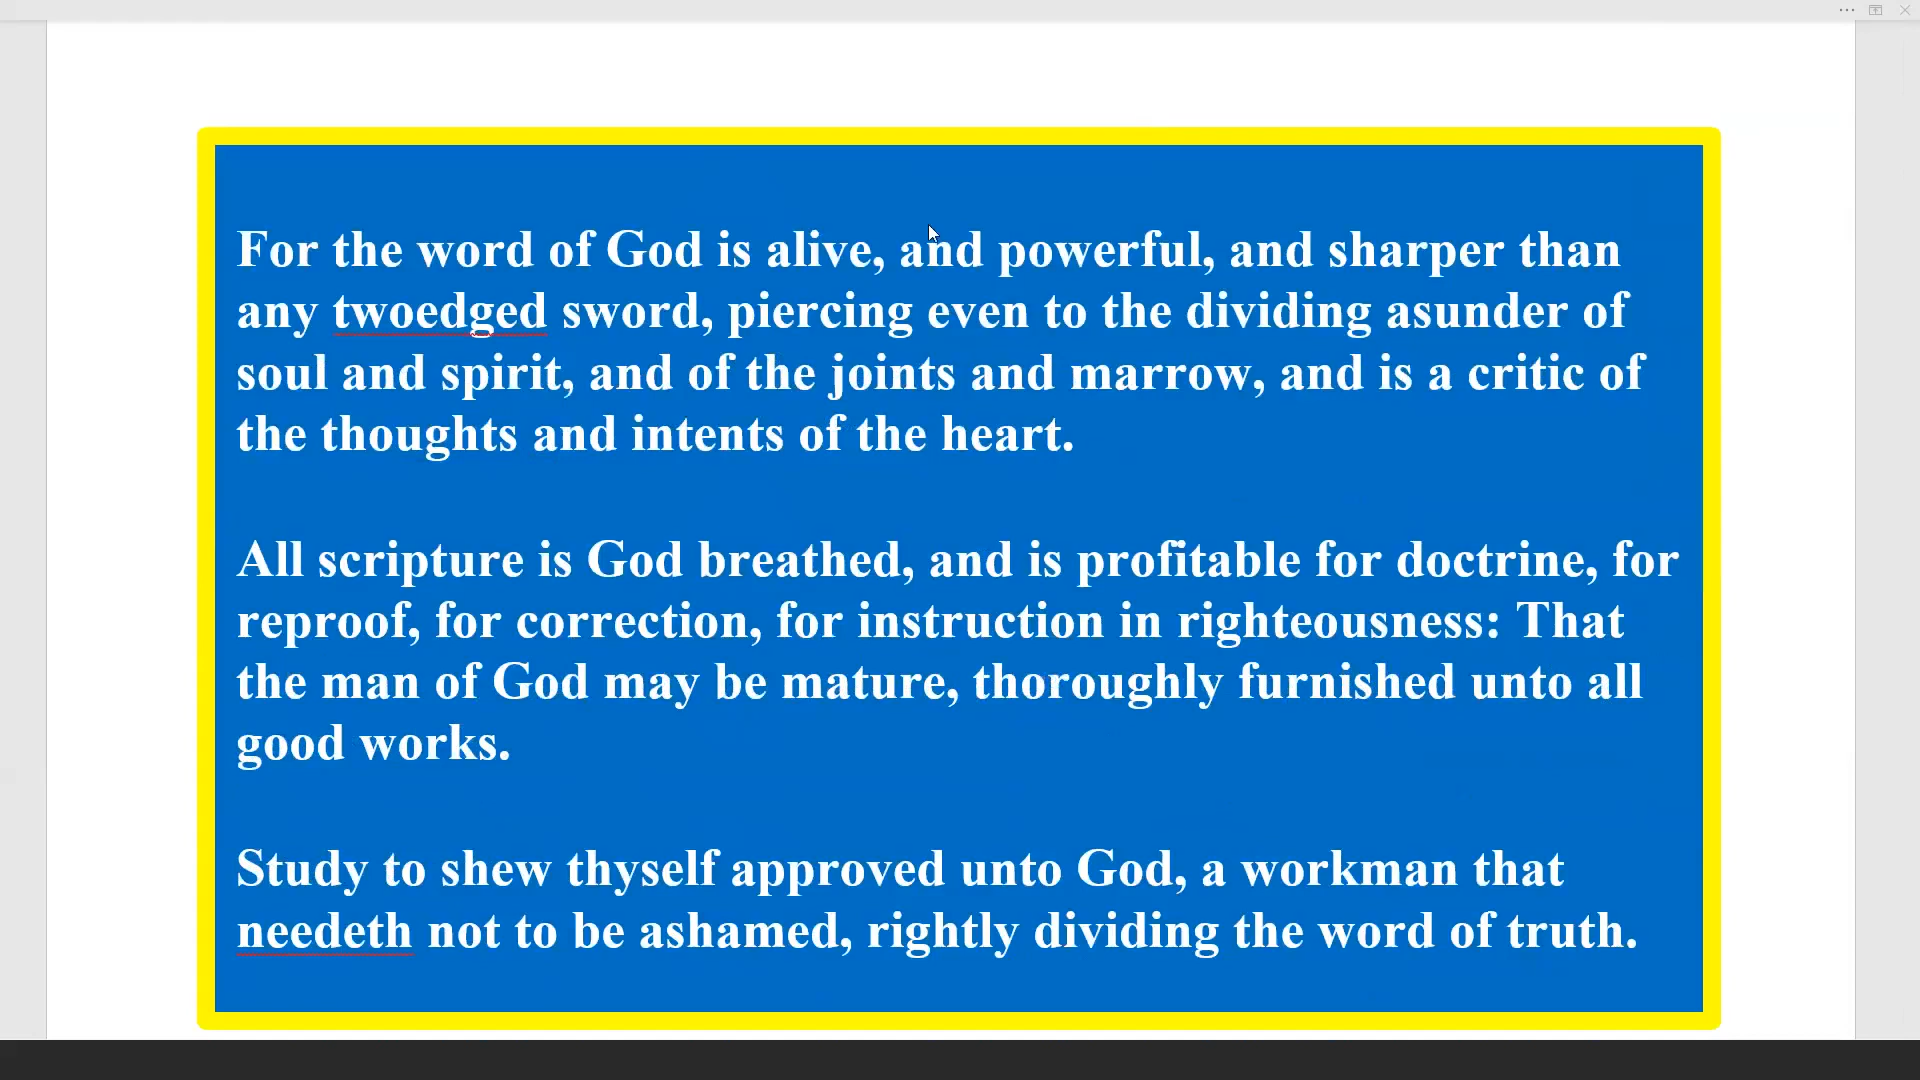 For the word of God is alive, and powerful, and sharper than
any twoedged sword, piercing even to the dividing asunder of
soul and spirit, and of the joints and marrow, and is a critic of
the thoughts and intents of the heart.
All scripture is God breathed, and is profitable for doctrine, for
reproof, for correction, for instruction in righteousness: That
the man of God may be mature, thoroughly furnished unto all
good works.
Study to shew thyself approved unto God, a workman that
needeth not to be ashamed, rightly dividing the word of truth.